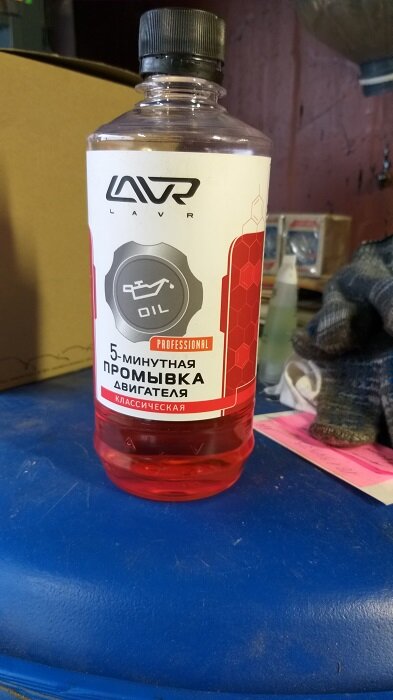 LAVR
LAVR
OIL
PROFESSIONAL
5-МИНУТНАЯ
ПРОМЫВКА
ДВИГАТЕЛЯ
КЛАССИЧЕСКАЯ